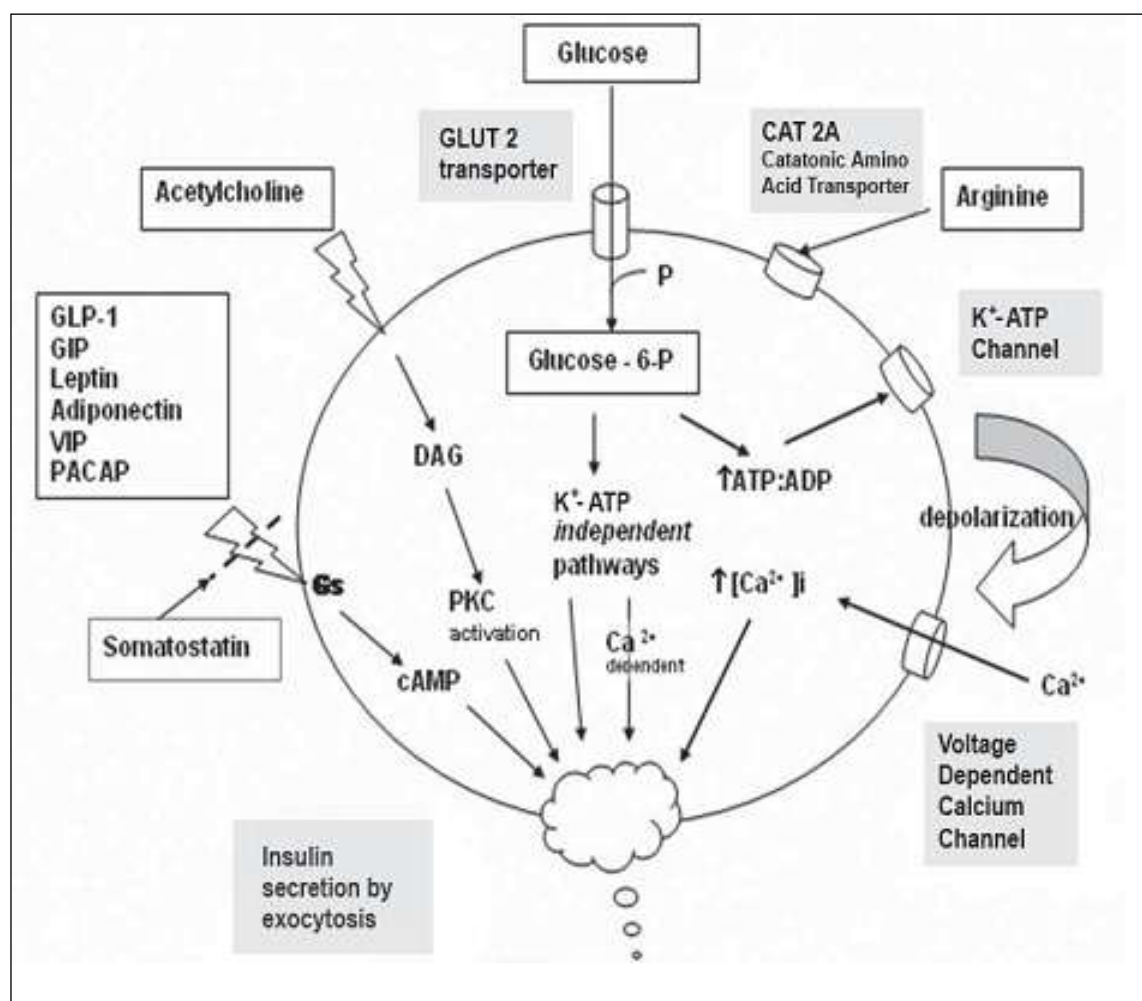 Glucose
GLUT 2
transporter
CAT 2A
Catatonic Amino
Acid Transporter
Acetylcholine
Arginine
P
GLP-1
GIP
Leptin
Adiponectin
VIP
PACAP
K⁺-ATP
Channel
Glucose - 6-P
DAG
↑ATP:ADP
K⁺-ATP
independent
pathways
depolarization
Gs
PKC
activation
↑[Ca²⁺]i
Somatostatin
Ca²⁺
dependent
cAMP
Ca²⁺
Voltage
Dependent
Calcium
Channel
Insulin
secretion by
exocytosis